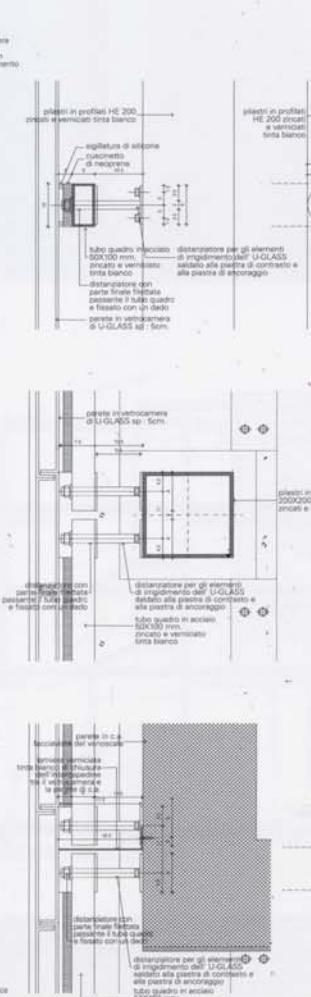 pilastri in profilati HE 200
zincati e verniciati tinta bianco
pilastri in profilati
HE 200 zincati
e verniciati
tinta bianco
sigillatura di silicone
cuscinetto
di neoprene
tubo quadro in acciaio
50X100 mm.
zincato e verniciato
tinta bianco
distanziatore per gli elementi
di irrigidimento dell' U-GLASS
saldato alla piastra di contrasto e
alla piastra di ancoraggio
distanziatore con
parte finale filettata
passante il tubo quadro
e fissato con un dado
parete in vetrocamera
di U-GLASS sp : 5cm.
parete in vetrocamera
di U-GLASS sp : 5cm.
pilastri in
200X200
zincati e
distanziatore con
parte finale filettata
passante il tubo quadro
e fissato con un dado
distanziatore per gli elementi
di irrigidimento dell' U-GLASS
saldato alla piastra di contrasto e
alla piastra di ancoraggio
tubo quadro in acciaio
50X100 mm.
zincato e verniciato
tinta bianco
parete in c.a.
facciavista del vanoscala
lamiera verniciata
tinta bianco di chiusura
dell'intercapedine
tra il vetrocamera e
la parete di c.a.
distanziatore con
parte finale filettata
passante il tubo quadro
e fissato con un dado
distanziatore per gli elementi
di irrigidimento dell' U-GLASS
saldato alla piastra di contrasto e
alla piastra di ancoraggio
tubo quadro in acciaio